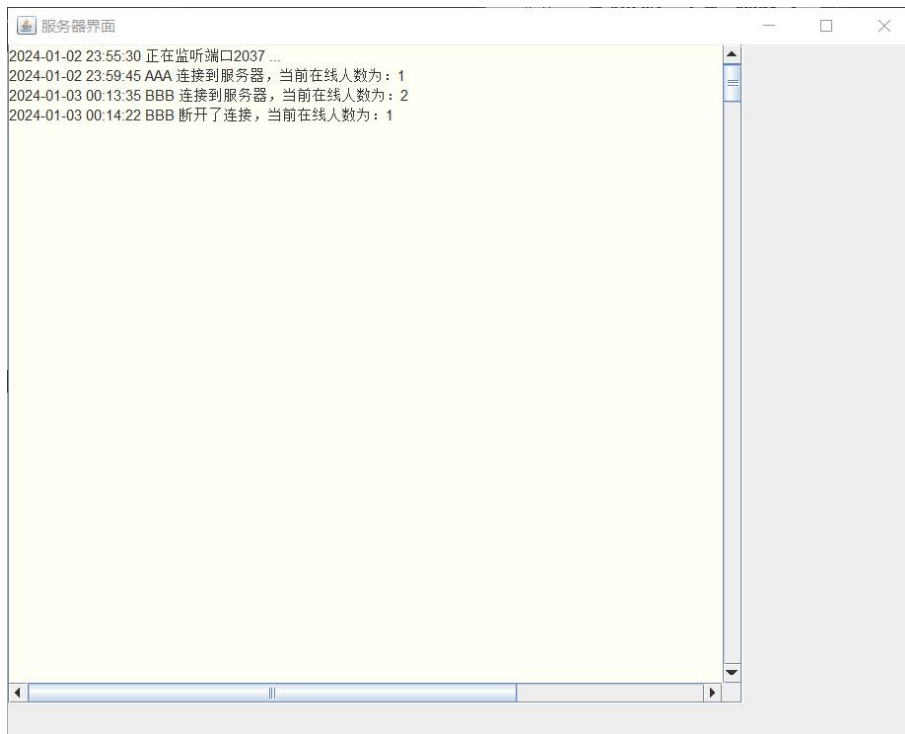 服务器界面
2024-01-02 23:55:30 正在监听端口2037 ...
2024-01-02 23:59:45 AAA 连接到服务器，当前在线人数为：1
2024-01-03 00:13:35 BBB 连接到服务器，当前在线人数为：2
2024-01-03 00:14:22 BBB 断开了连接，当前在线人数为：1